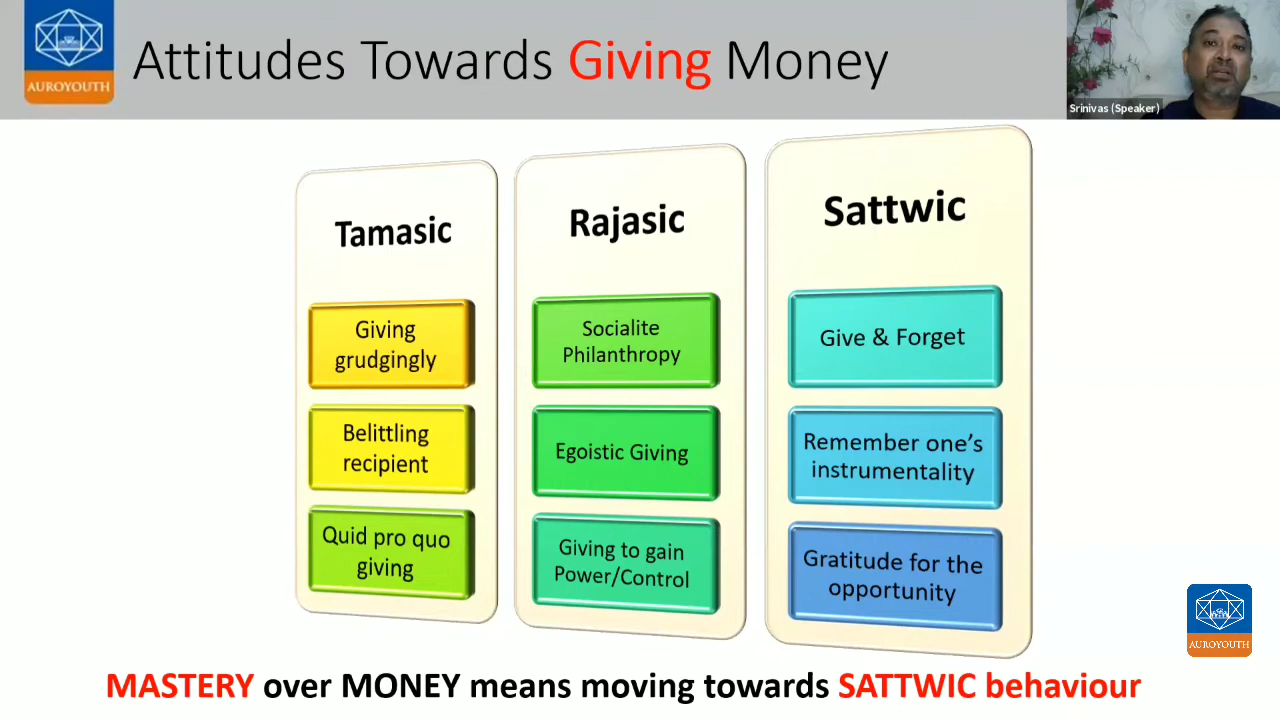 AUROYOUTH
Attitudes Towards Giving Money
Srinivas (Speaker)
Tamasic
Giving
grudgingly
Belittling
recipient
Quid pro quo
giving
Rajasic
Socialite
Philanthropy
Egoistic Giving
Giving to gain
Power/Control
Sattwic
Give & Forget
Remember one’s
instrumentality
Gratitude for the
opportunity
AUROYOUTH
MASTERY over MONEY means moving towards SATTWIC behaviour